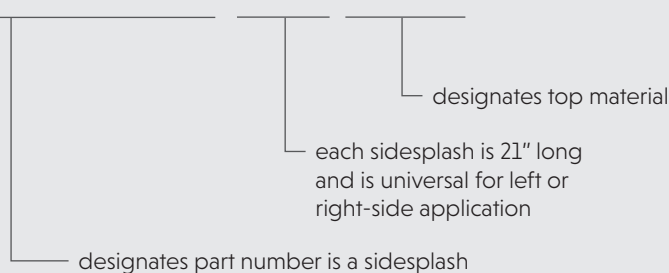 designates top material
each sidesplash is 21" long
and is universal for left or
right-side application
designates part number is a sidesplash